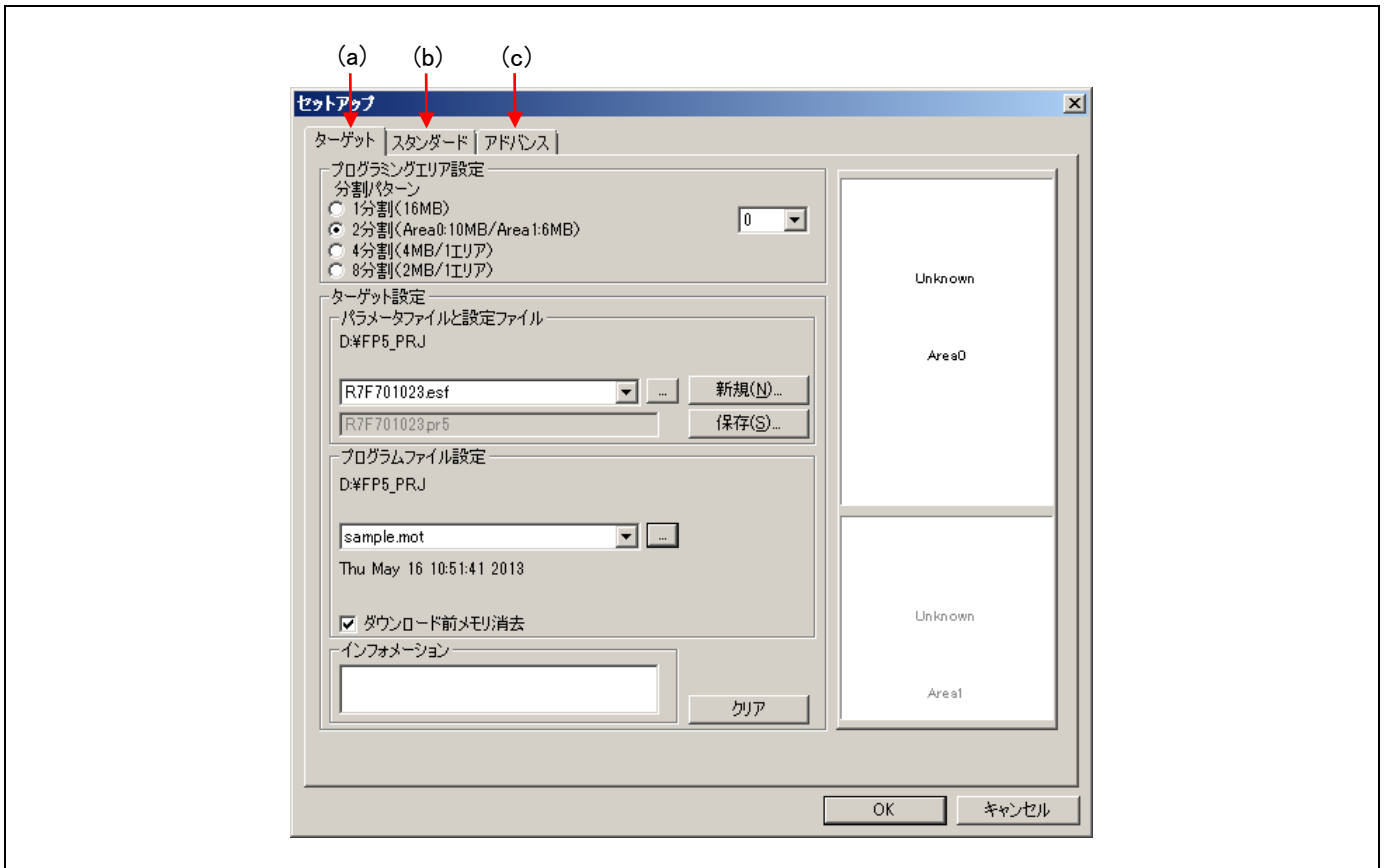 (a) (b) (c)
セットアップ
ターゲット スタンダード アドバンス
プログラミングエリア設定
分割パターン
1分割(16MB)
2分割(Area0:10MB/Area1:6MB)
0
4分割(4MB/1エリア)
8分割(2MB/1エリア)
ターゲット設定
パラメータファイルと設定ファイル
D:¥FP5_PRJ
R7F701023.esf
...
新規(N)...
R7F701023.pr5
保存(S)...
プログラムファイル設定
D:¥FP5_PRJ
sample.mot
...
Thu May 16 10:51:41 2013
ダウンロード前メモリ消去
インフォメーション
クリア
Unknown
Area0
Unknown
Area1
OK キャンセル